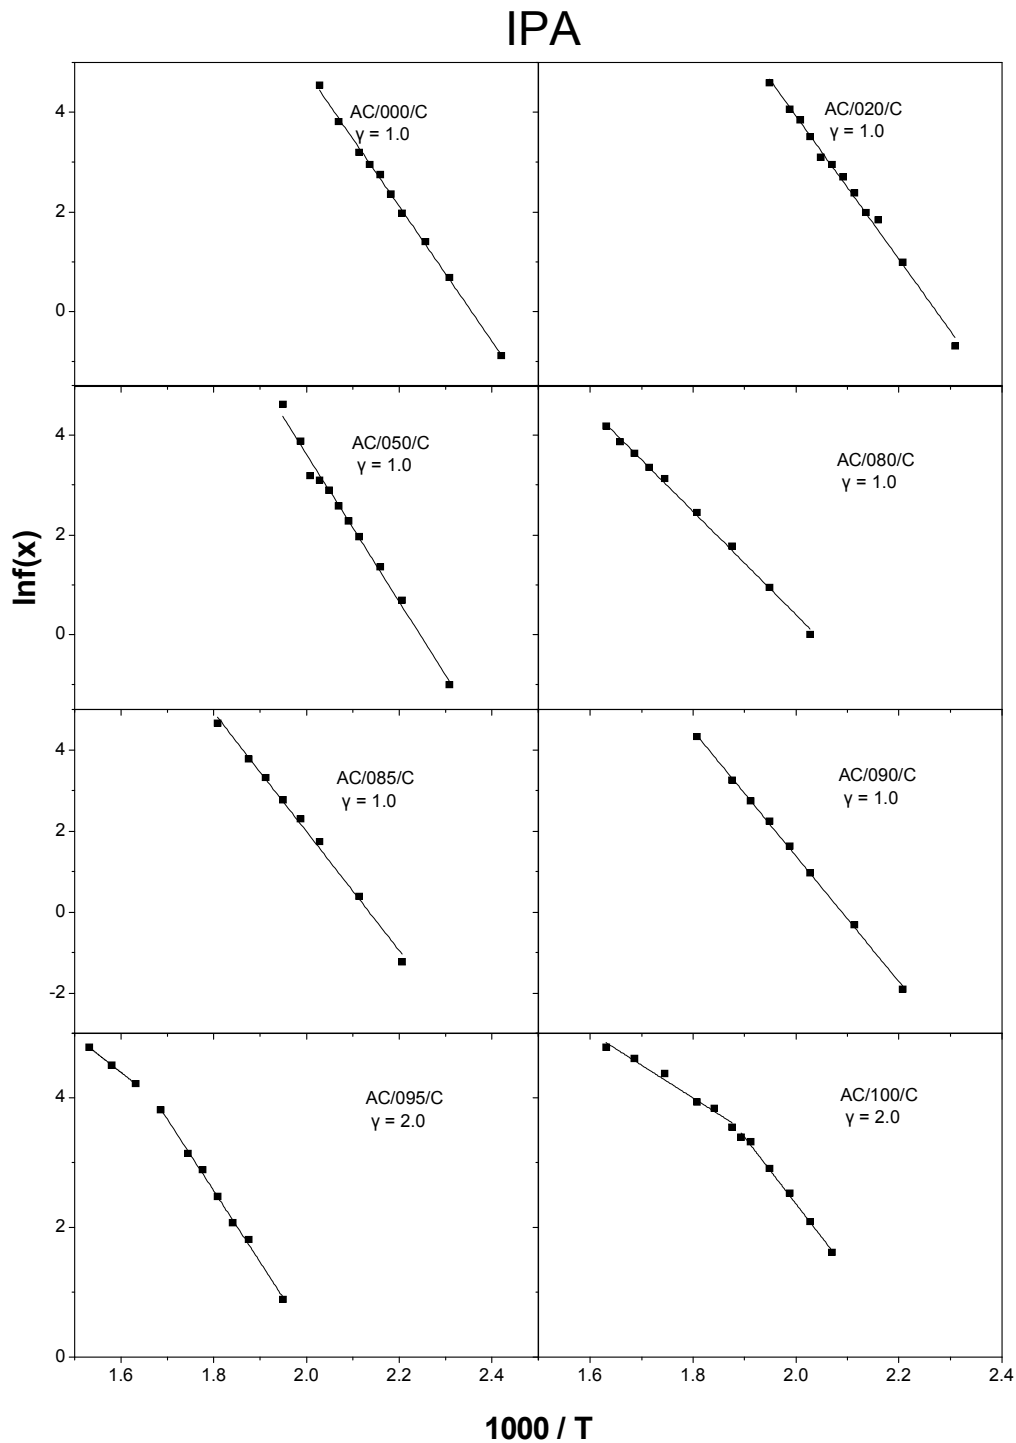 IPA
4
2
0
AC/000/C
γ = 1.0
AC/020/C
γ = 1.0
4
2
0
AC/050/C
γ = 1.0
AC/080/C
γ = 1.0
lnf(x)
4
2
0
-2
AC/085/C
γ = 1.0
AC/090/C
γ = 1.0
4
2
0
AC/095/C
γ = 2.0
AC/100/C
γ = 2.0
1.6 1.8 2.0 2.2 2.4 1.6 1.8 2.0 2.2 2.4
1000 / T